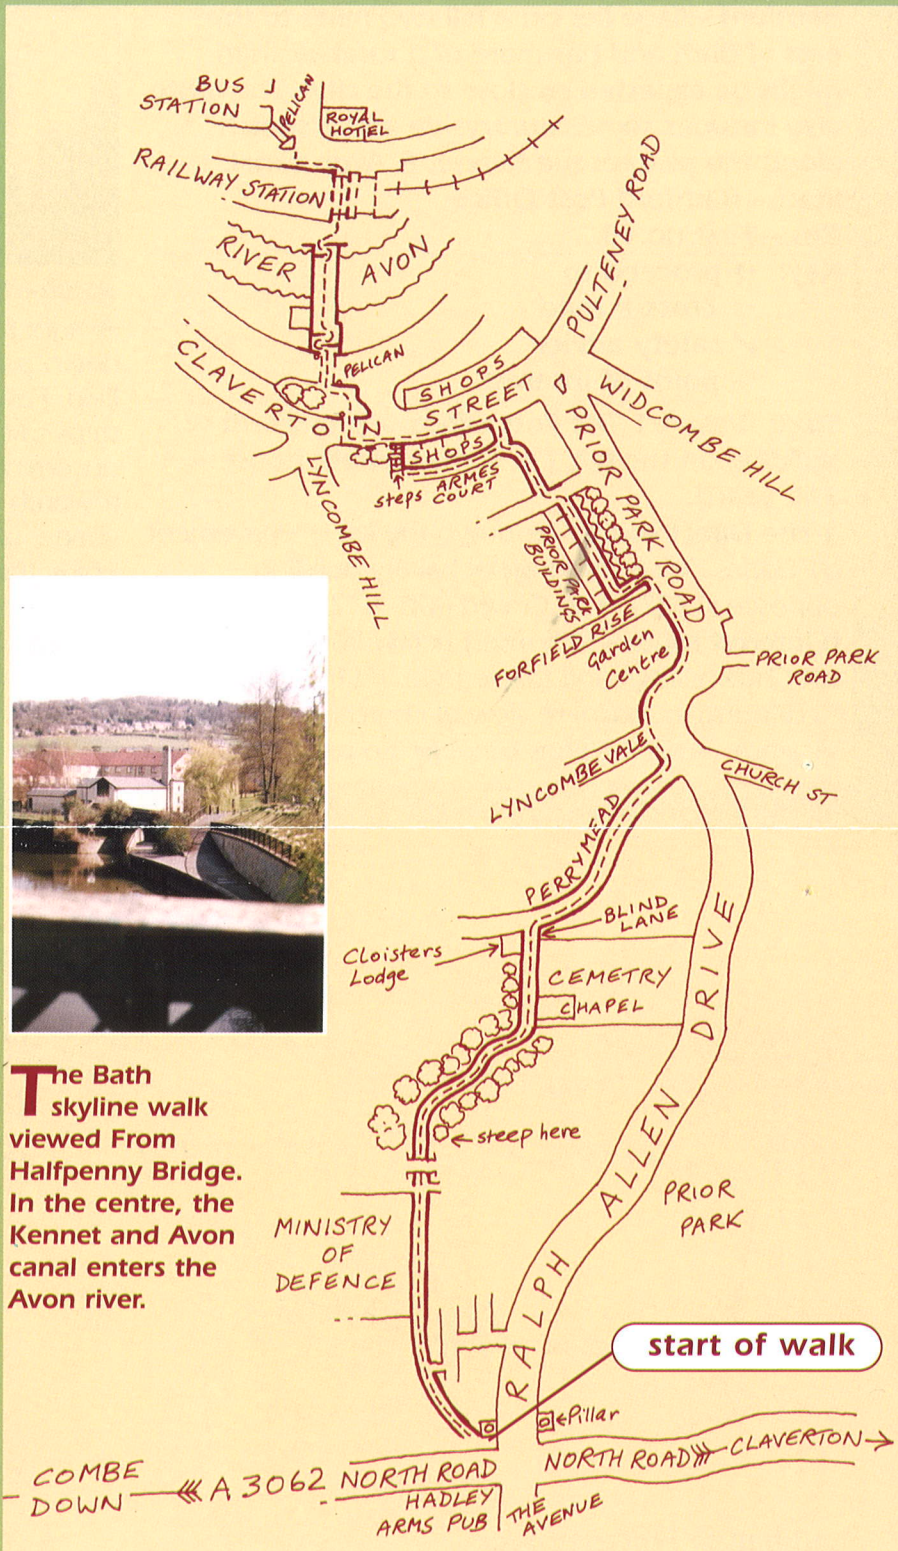 BUS
STATION
PELICAN
ROYAL
HOTEL
RAILWAY STATION
RIVER AVON
PULTENEY ROAD
PELICAN
CLAVERTON
STREET
SHOPS
SHOPS
WIDCOMBE HILL
LYNCOMBE HILL
steps
ARMES
COURT
PRIOR PARK ROAD
PRIOR PARK
BUILDINGS
FORFIELD RISE
Garden
Centre
PRIOR PARK
ROAD
LYNCOMBE VALE
CHURCH ST
PERRYMEAD
BLIND
LANE
Cloisters
Lodge
CEMETRY
CHAPEL
RALPH ALLEN DRIVE
steep here
The Bath
skyline walk
viewed From
Halfpenny Bridge.
In the centre, the
Kennet and Avon
canal enters the
Avon river.
PRIOR
PARK
MINISTRY
OF
DEFENCE
start of walk
Pillar
COMBE
DOWN
A 3062
NORTH ROAD
NORTH ROAD
CLAVERTON
HADLEY
ARMS PUB
THE
AVENUE